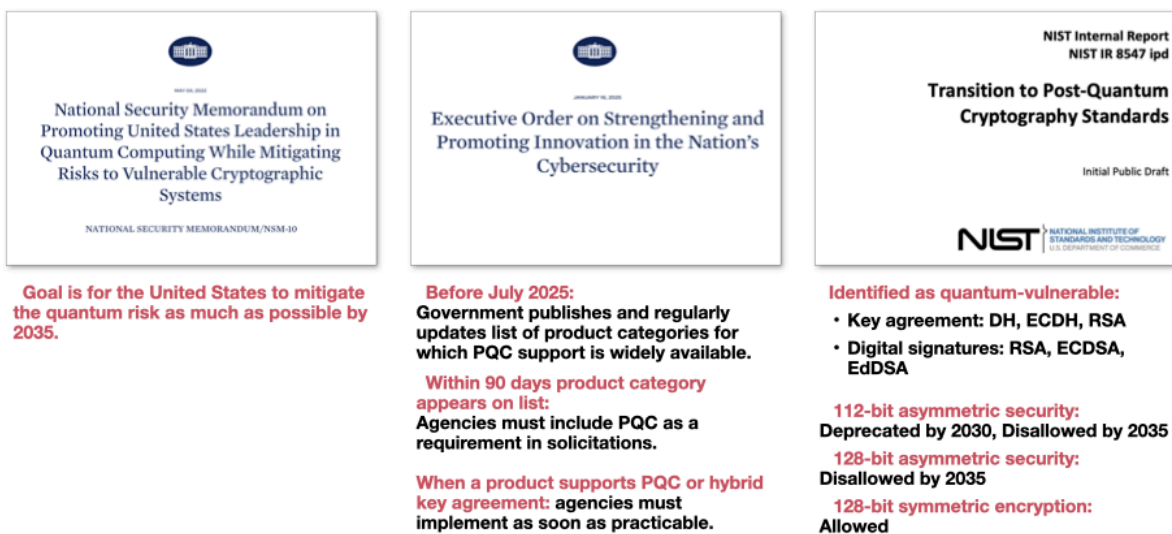 MAY 04, 2022
National Security Memorandum on
Promoting United States Leadership in
Quantum Computing While Mitigating
Risks to Vulnerable Cryptographic
Systems
NATIONAL SECURITY MEMORANDUM/NSM-10
Goal is for the United States to mitigate
the quantum risk as much as possible by
2035.
JANUARY 16, 2025
Executive Order on Strengthening and
Promoting Innovation in the Nation's
Cybersecurity
Before July 2025:
Government publishes and regularly
updates list of product categories for
which PQC support is widely available.
Within 90 days product category
appears on list:
Agencies must include PQC as a
requirement in solicitations.
When a product supports PQC or hybrid
key agreement: agencies must
implement as soon as practicable.
NIST Internal Report
NIST IR 8547 ipd
Transition to Post-Quantum
Cryptography Standards
Initial Public Draft
NIST
NATIONAL INSTITUTE OF
STANDARDS AND TECHNOLOGY
U.S. DEPARTMENT OF COMMERCE
Identified as quantum-vulnerable:
• Key agreement: DH, ECDH, RSA
• Digital signatures: RSA, ECDSA,
EdDSA
112-bit asymmetric security:
Deprecated by 2030, Disallowed by 2035
128-bit asymmetric security:
Disallowed by 2035
128-bit symmetric encryption:
Allowed